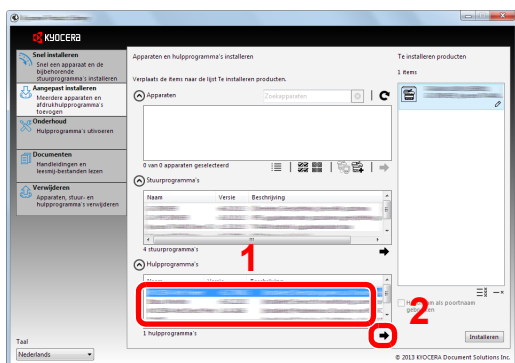 KYOCERA
Snel installeren
Snel een apparaat en de
bijbehorende
stuurprogramma's installeren
Aangepast installeren
Meerdere apparaten en
afdrukhulpprogramma's
toevoegen
Onderhoud
Hulpprogramma's uitvoeren
Documenten
Handleidingen en
leesmij-bestanden lezen
Verwijderen
Apparaten, stuur- en
hulpprogramma's verwijderen
Taal
Nederlands
Apparaten en hulpprogramma's installeren
Verplaats de items naar de lijst Te installeren producten.
Apparaten
Zoekapparaten
0 van 0 apparaten geselecteerd
Stuurprogramma's
Naam Versie Beschrijving
4 stuurprogramma's
1
Hulpprogramma's
Naam
1 hulpprogramma's
2
Te installeren producten
1 items
als poortnaam
Installeren
© 2013 KYOCERA Document Solutions Inc.